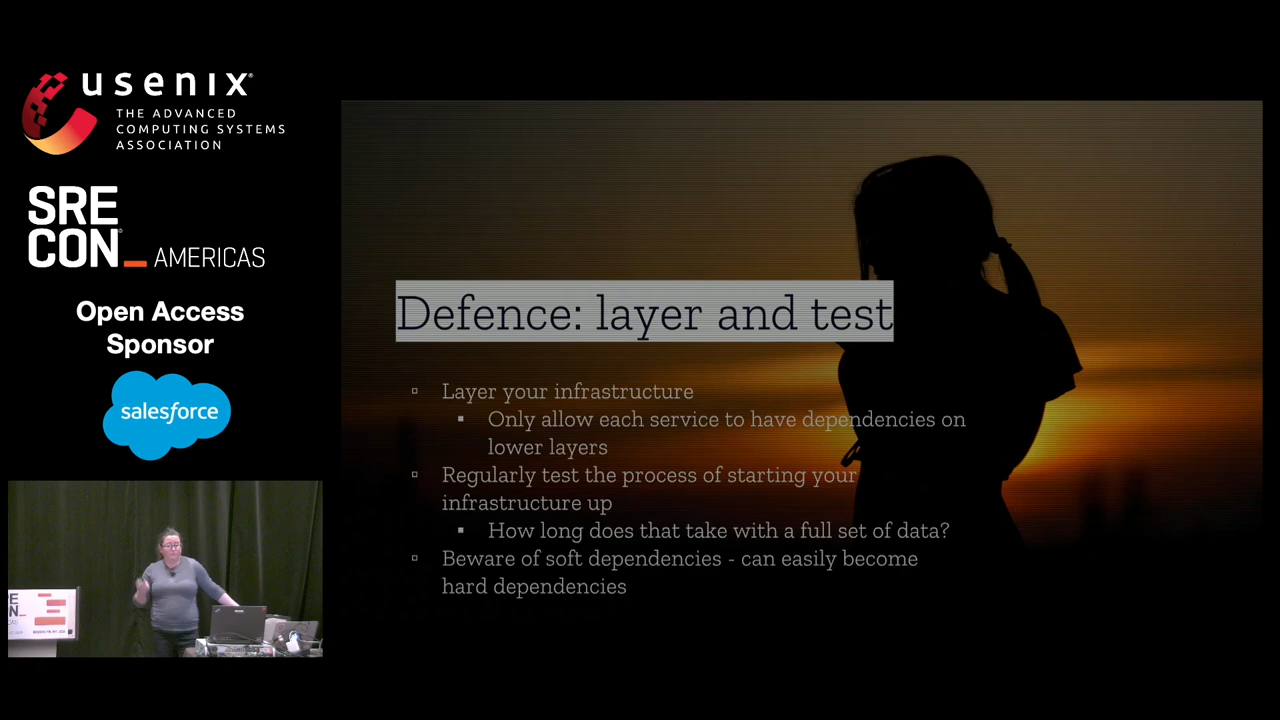 usenix®
THE ADVANCED
COMPUTING SYSTEMS
ASSOCIATION
SRE
CON_ AMERICAS
Open Access
Sponsor
salesforce
Defence: layer and test
Layer your infrastructure
Only allow each service to have dependencies on
lower layers
Regularly test the process of starting your
infrastructure up
How long does that take with a full set of data?
Beware of soft dependencies - can easily become
hard dependencies